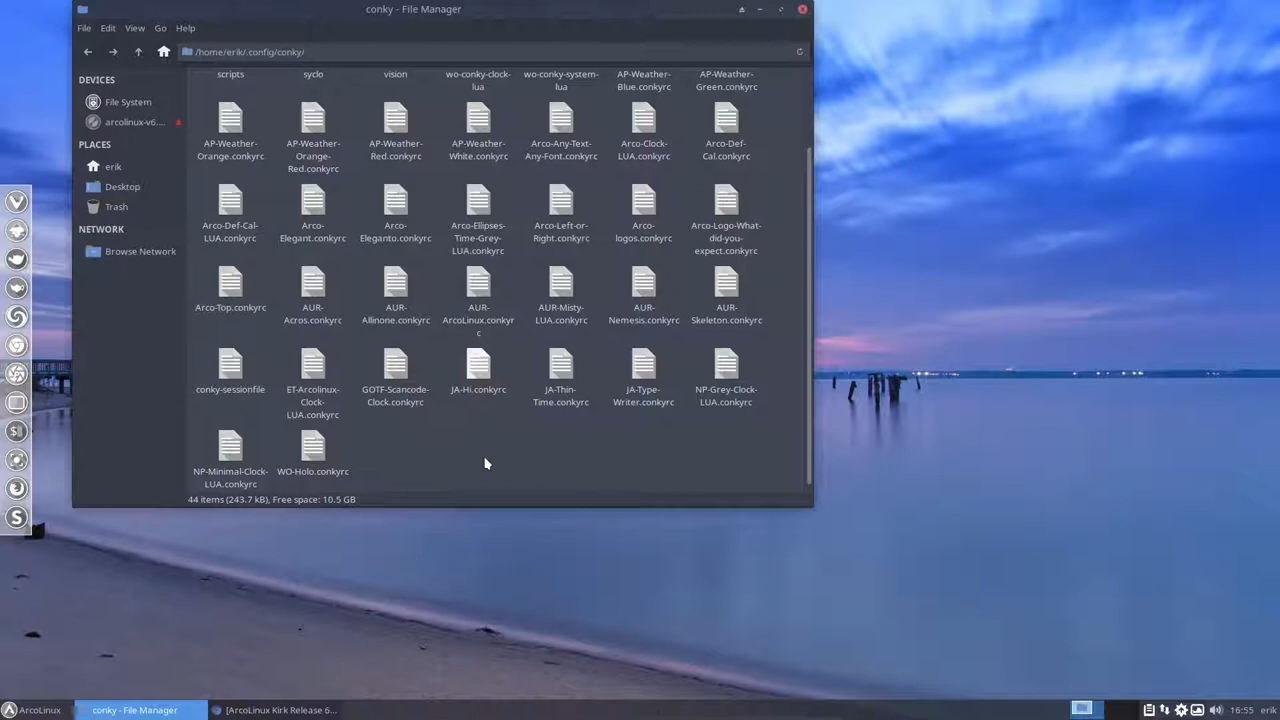 conky - File Manager
File Edit View Go Help
/home/erik/.config/conky/
DEVICES
File System
arcolinux-v6....
PLACES
erik
Desktop
Trash
NETWORK
Browse Network
scripts
syclo
vision
wo-conky-clock-
lua
wo-conky-system-
lua
AP-Weather-
Blue.conkyrc
AP-Weather-
Green.conkyrc
AP-Weather-
Orange.conkyrc
AP-Weather-
Orange-
Red.conkyrc
AP-Weather-
Red.conkyrc
AP-Weather-
White.conkyrc
Arco-Any-Text-
Any-Font.conkyrc
Arco-Clock-
LUA.conkyrc
Arco-Def-
Cal.conkyrc
Arco-Def-Cal-
LUA.conkyrc
Arco-
Elegant.conkyrc
Arco-
Eleganto.conkyrc
Arco-Ellipses-
Time-Grey-
LUA.conkyrc
Arco-Left-or-
Right.conkyrc
Arco-
logos.conkyrc
Arco-Logo-What-
did-you-
expect.conkyrc
Arco-Top.conkyrc
AUR-
Acros.conkyrc
AUR-
Allinone.conkyrc
AUR-
ArcoLinux.conkyr
c
AUR-Misty-
LUA.conkyrc
AUR-
Nemesis.conkyrc
AUR-
Skeleton.conkyrc
conky-sessionfile
ET-Arcolinux-
Clock-
LUA.conkyrc
GOTF-Scancode-
Clock.conkyrc
JA-Hi.conkyrc
JA-Thin-
Time.conkyrc
JA-Type-
Writer.conkyrc
NP-Grey-Clock-
LUA.conkyrc
NP-Minimal-Clock-
LUA.conkyrc
WO-Holo.conkyrc
44 items (243.7 kB), Free space: 10.5 GB
ArcoLinux
conky - File Manager
[ArcoLinux Kirk Release 6...
16:55
erik